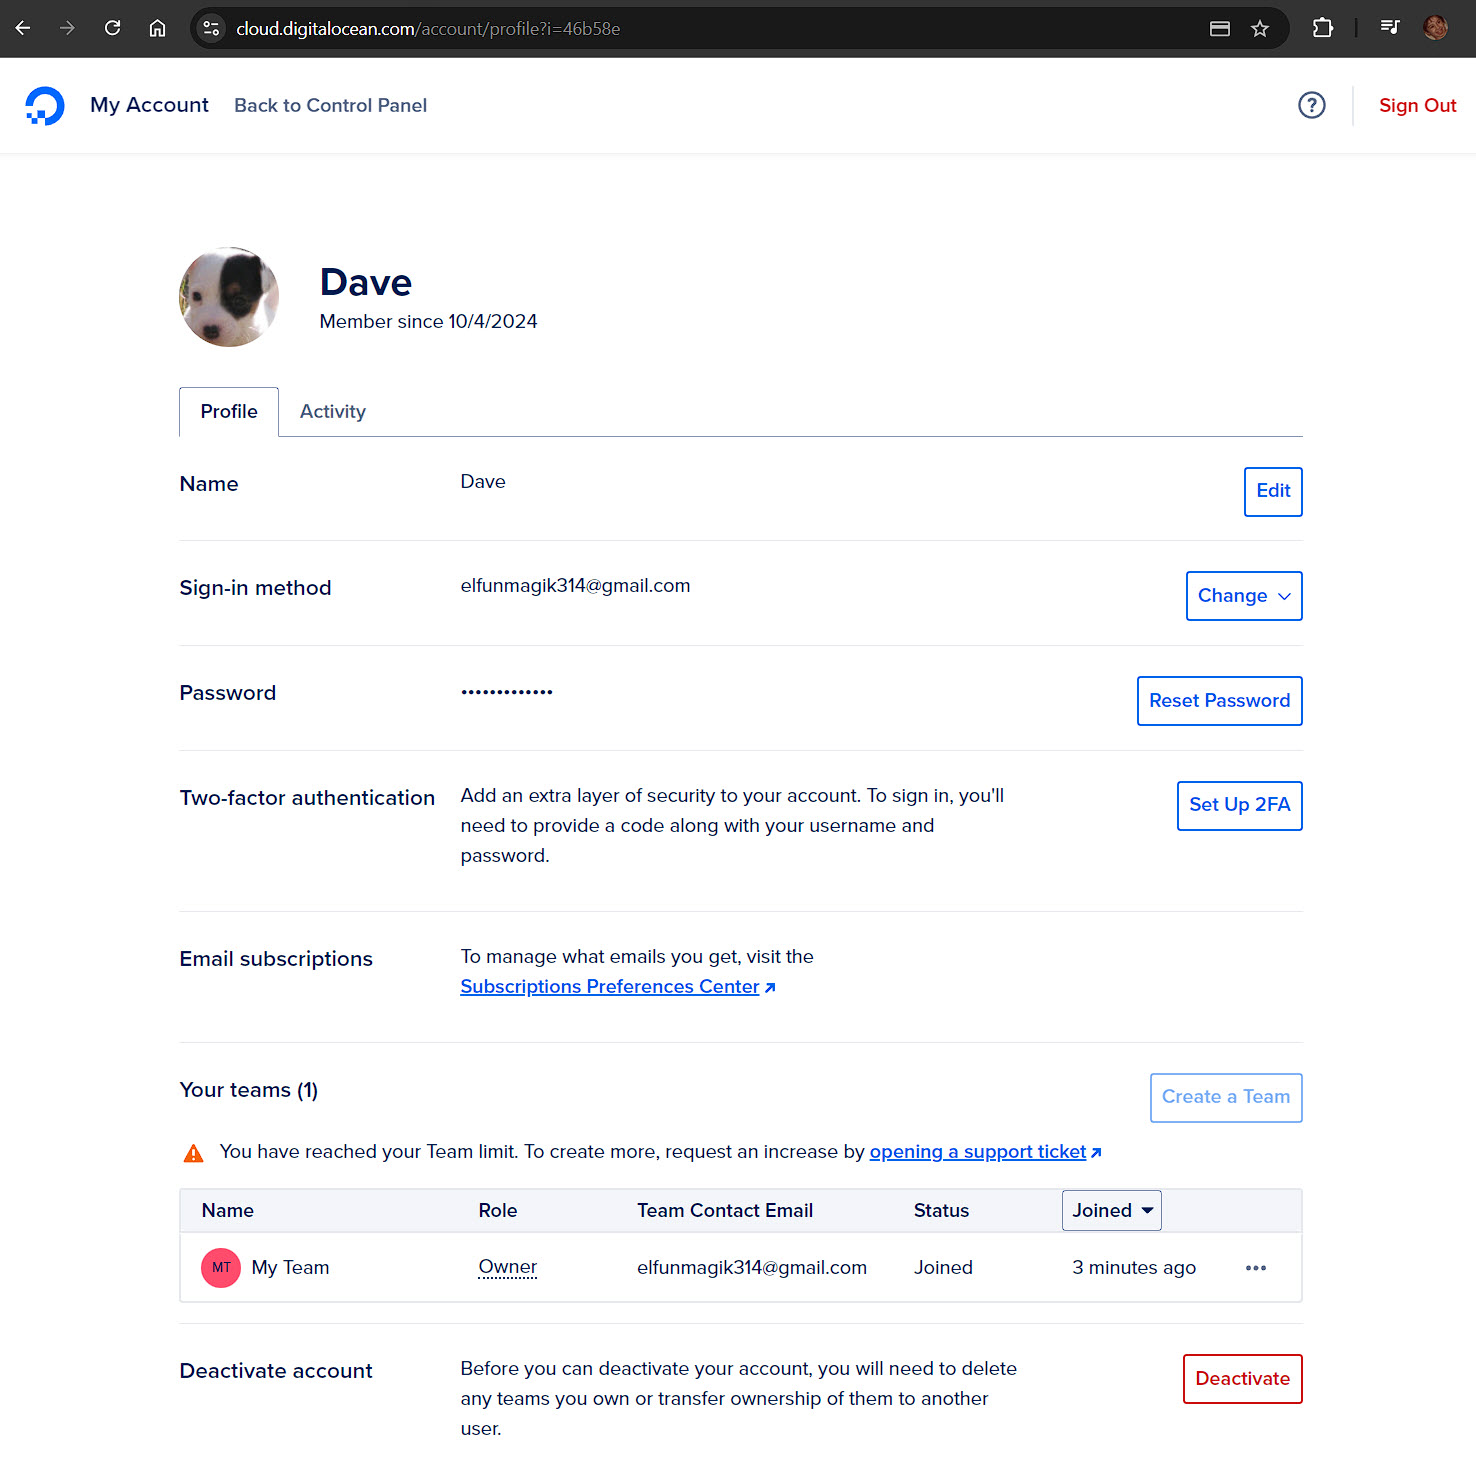 cloud.digitalocean.com/account/profile?i=46b58e
My Account Back to Control Panel ? Sign Out
Dave
Member since 10/4/2024
Profile Activity
Name Dave Edit
Sign-in method elfunmagik314@gmail.com Change
Password ••••••••••••• Reset Password
Two-factor authentication Add an extra layer of security to your account. To sign in, you'll Set Up 2FA
need to provide a code along with your username and
password.
Email subscriptions To manage what emails you get, visit the
Subscriptions Preferences Center
Your teams (1) Create a Team
You have reached your Team limit. To create more, request an increase by opening a support ticket
Name Role Team Contact Email Status Joined
MT My Team Owner elfunmagik314@gmail.com Joined 3 minutes ago
Deactivate account Before you can deactivate your account, you will need to delete Deactivate
any teams you own or transfer ownership of them to another
user.